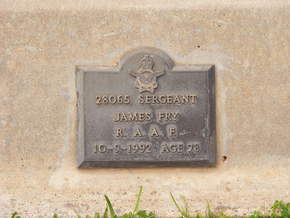 28065 SERGEANT
JAMES FRY
R. A. A. F.
10-5-1992 AGE 78